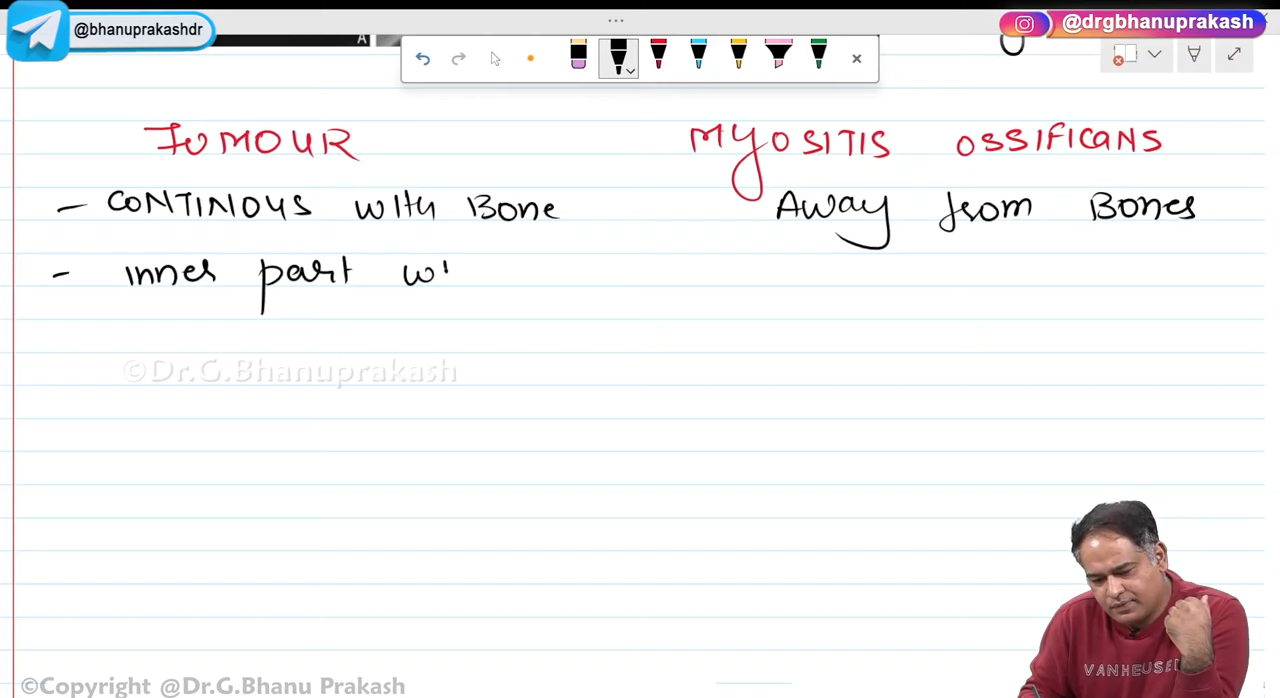 @bhanuprakashdr
@drgbhanuprakash
TUMOUR
MYOSITIS OSSIFICANS
- CONTINOUS with Bone
Away from Bones
- inner part
©Dr.G.Bhanuprakash
VANHEUSE
©Copyright @Dr.G.Bhanu Prakash